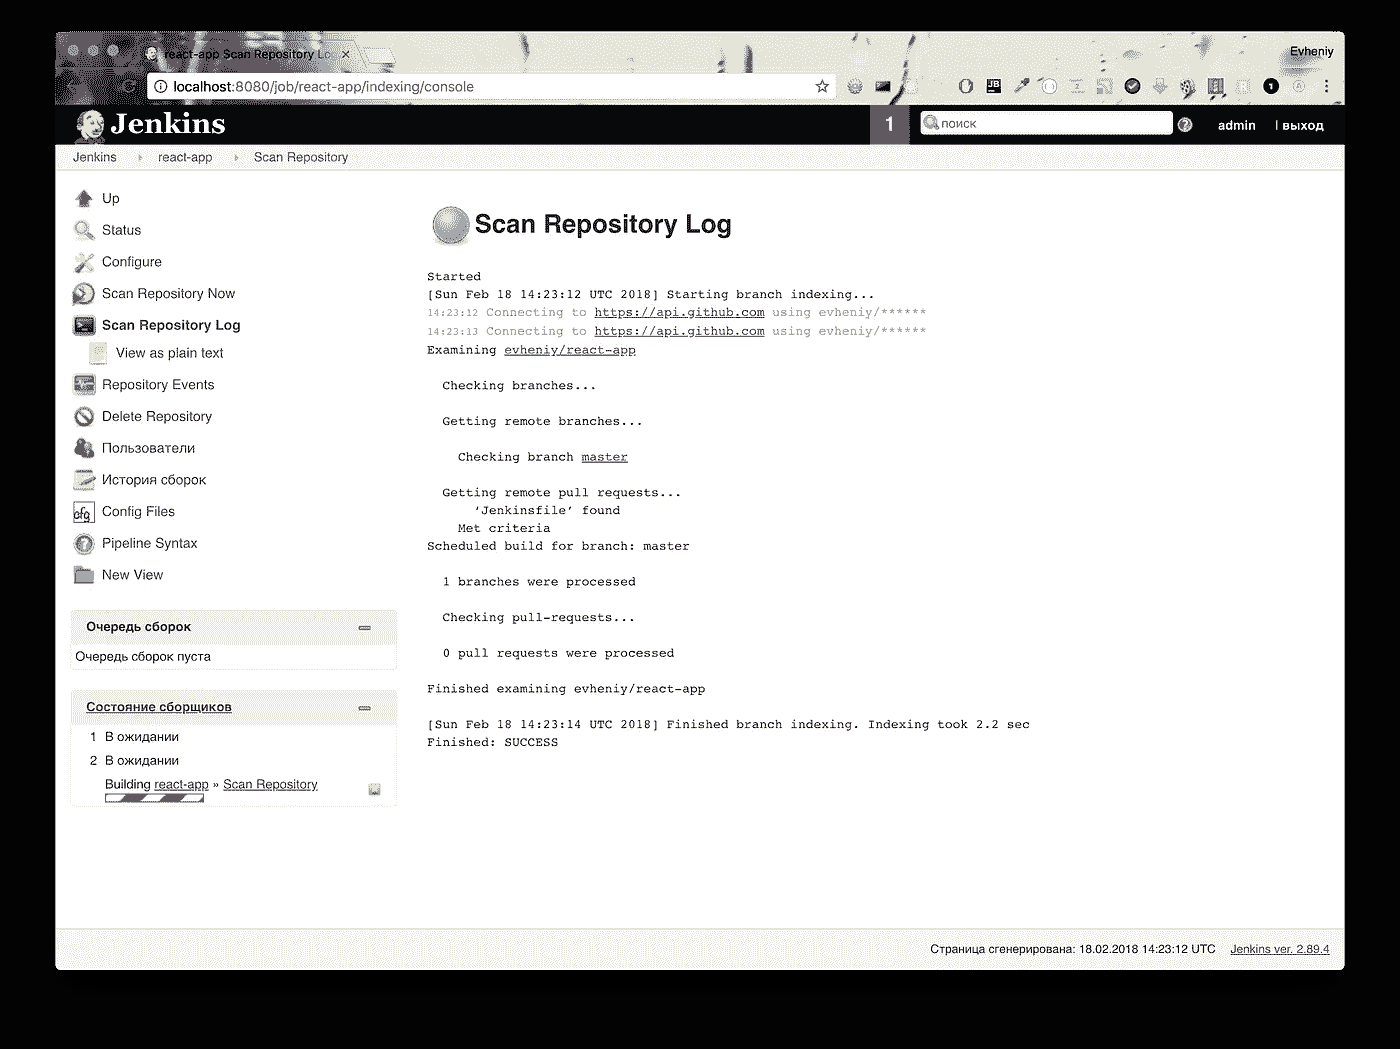 react-app Scan Repository Lo
Evheniy
localhost:8080/job/react-app/indexing/console
Jenkins
1
поиск
admin
| выход
Jenkins
react-app
Scan Repository
Up
Status
Configure
Scan Repository Now
Scan Repository Log
View as plain text
Repository Events
Delete Repository
Пользователи
История сборок
Config Files
Pipeline Syntax
New View
Очередь сборок
Очередь сборок пуста
Состояние сборщиков
1 В ожидании
2 В ожидании
Building react-app » Scan Repository
Scan Repository Log
Started
[Sun Feb 18 14:23:12 UTC 2018] Starting branch indexing...
14:23:12 Connecting to https://api.github.com using evheniy/******
14:23:13 Connecting to https://api.github.com using evheniy/******
Examining evheniy/react-app
Checking branches...
Getting remote branches...
Checking branch master
Getting remote pull requests...
‘Jenkinsfile’ found
Met criteria
Scheduled build for branch: master
1 branches were processed
Checking pull-requests...
0 pull requests were processed
Finished examining evheniy/react-app
[Sun Feb 18 14:23:14 UTC 2018] Finished branch indexing. Indexing took 2.2 sec
Finished: SUCCESS
Страница сгенерирована: 18.02.2018 14:23:12 UTC
Jenkins ver. 2.89.4